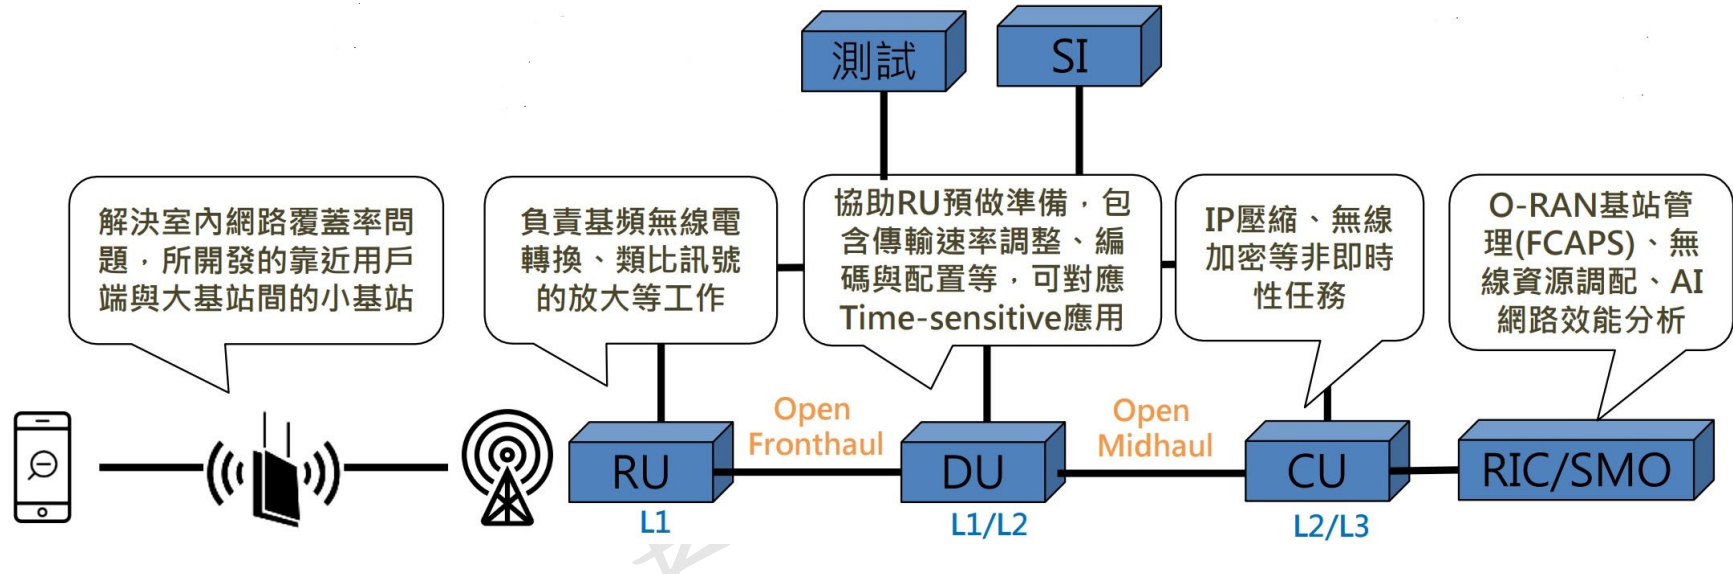 測試
SI
解決室內網路覆蓋率問
題，所開發的靠近用戶
端與大基站間的小基站
負責基頻無線電
轉換、類比訊號
的放大等工作
協助RU預做準備，包
含傳輸速率調整、編
碼與配置等，可對應
Time-sensitive應用
IP壓縮、無線
加密等非即時
性任務
O-RAN基站管
理(FCAPS)、無
線資源調配、AI
網路效能分析
RU
Open
Fronthaul
DU
Open
Midhaul
CU
RIC/SMO
L1
L1/L2
L2/L3